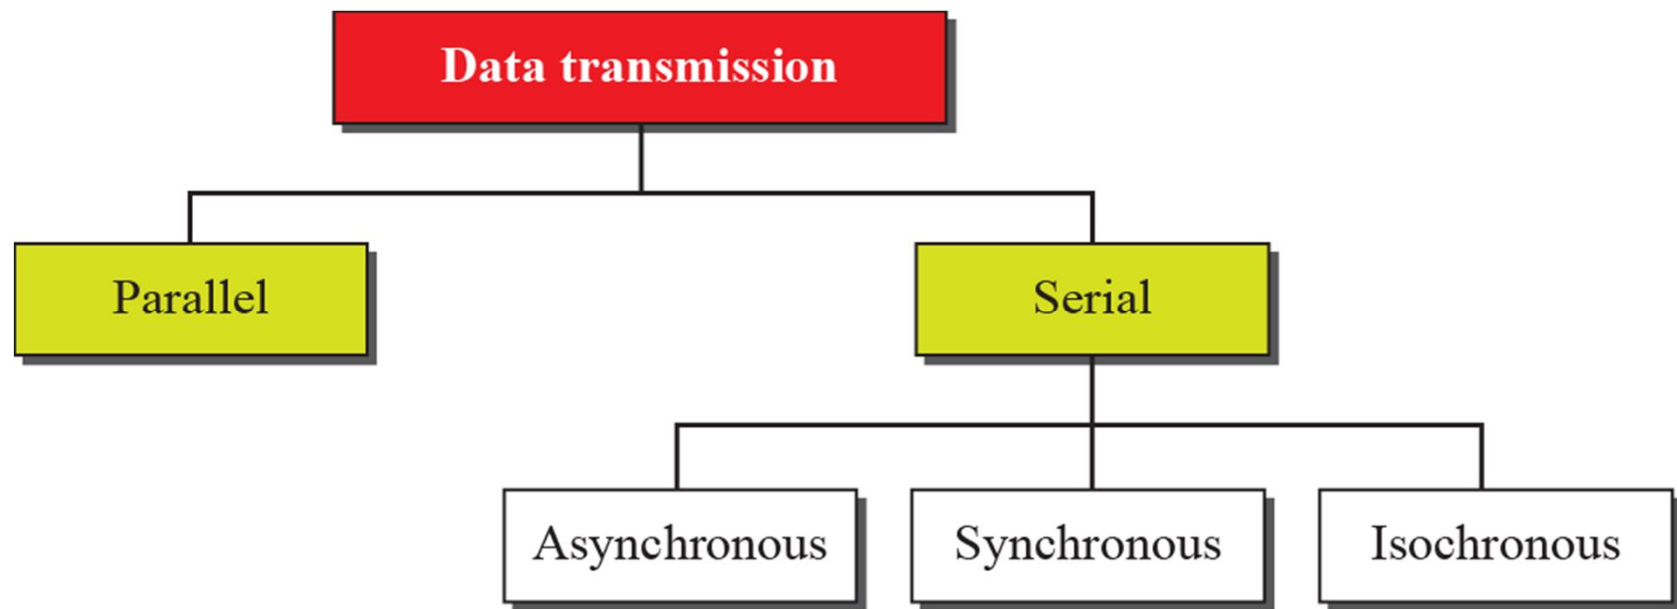 Data transmission
Parallel
Serial
Asynchronous
Synchronous
Isochronous